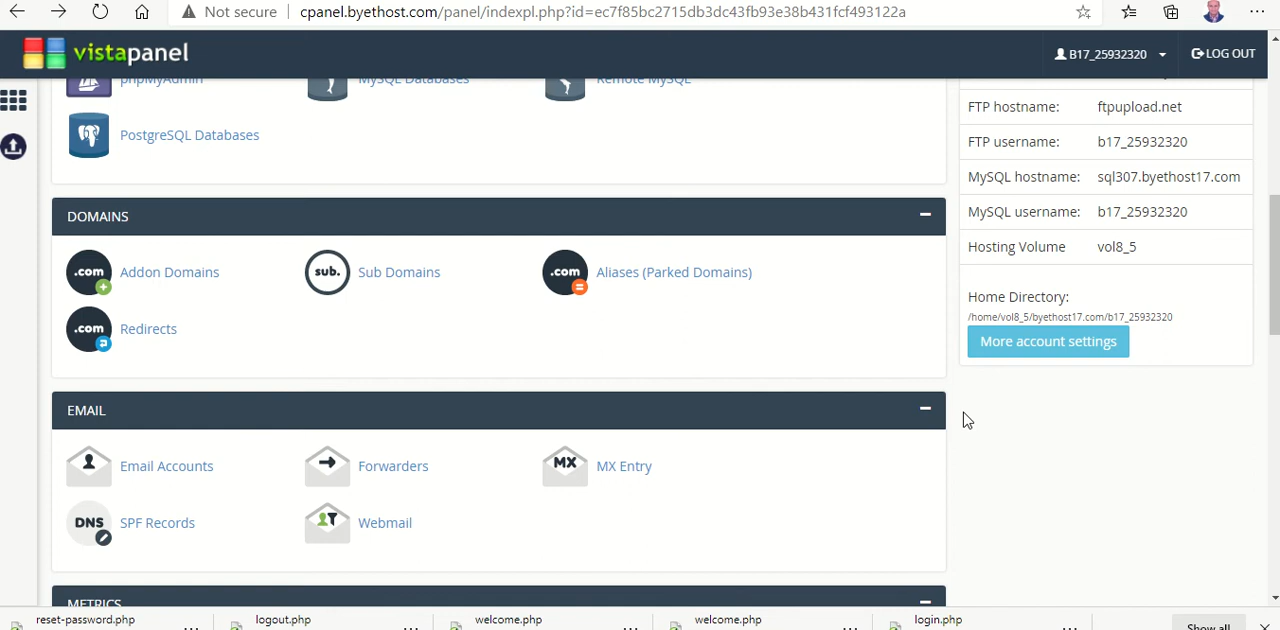 Not secure | cpanel.byethost.com/panel/indexpl.php?id=ec7f85bc2715db3dc43fb93e38b431fcf493122a
vistapanel
B17_25932320
LOG OUT
phpMyAdmin
MySQL Databases
Remote MySQL
PostgreSQL Databases
FTP hostname: ftpupload.net
FTP username: b17_25932320
MySQL hostname: sql307.byethost17.com
MySQL username: b17_25932320
Hosting Volume vol8_5
Home Directory:
/home/vol8_5/byethost17.com/b17_25932320
More account settings
DOMAINS
.com Addon Domains
sub. Sub Domains
.com Aliases (Parked Domains)
.com Redirects
EMAIL
Email Accounts
Forwarders
MX MX Entry
DNS SPF Records
Webmail
METRICS
reset-password.php
logout.php
welcome.php
welcome.php
login.php
Show all